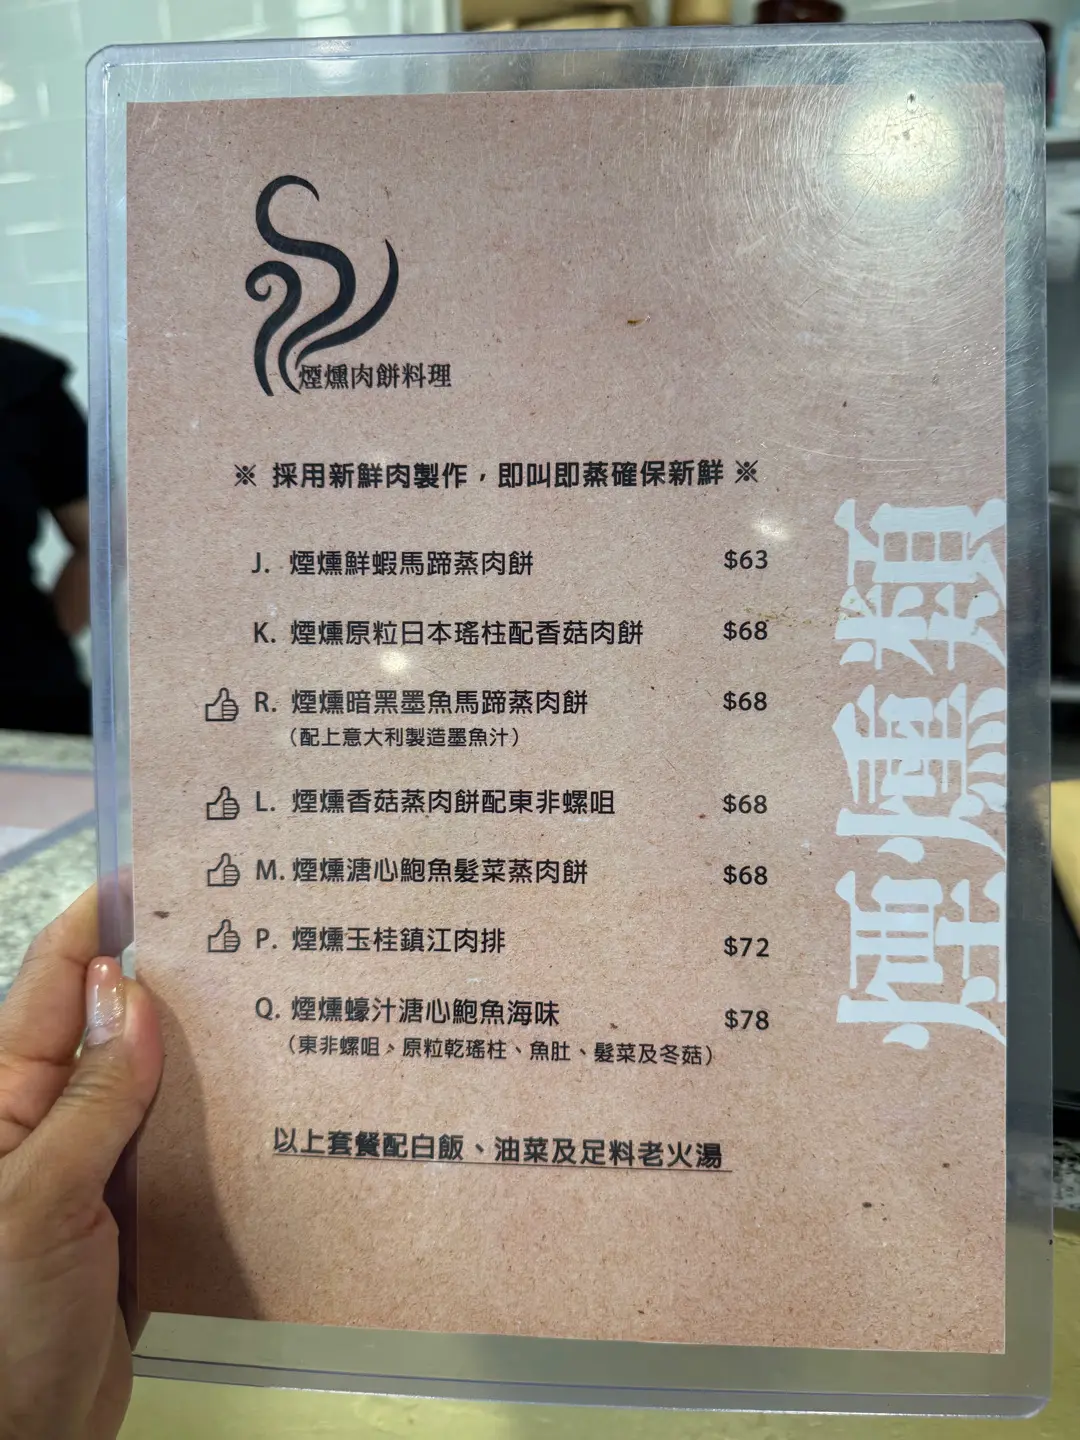 煙燻肉餅料理
※ 採用新鮮肉製作，即叫即蒸確保新鮮 ※
J. 煙燻鮮蝦馬蹄蒸肉餅 $63
K. 煙燻原粒日本瑤柱配香菇肉餅 $68
R. 煙燻暗黑墨魚馬蹄蒸肉餅 $68
（配上意大利製造墨魚汁）
L. 煙燻香菇蒸肉餅配東非螺咀 $68
M. 煙燻溏心鮑魚髮菜蒸肉餅 $68
P. 煙燻玉桂鎮江肉排 $72
Q. 煙燻蠔汁溏心鮑魚海味 $78
（東非螺咀、原粒乾瑤柱、魚肚、髮菜及冬菇）
以上套餐配白飯、油菜及足料老火湯
煙燻類